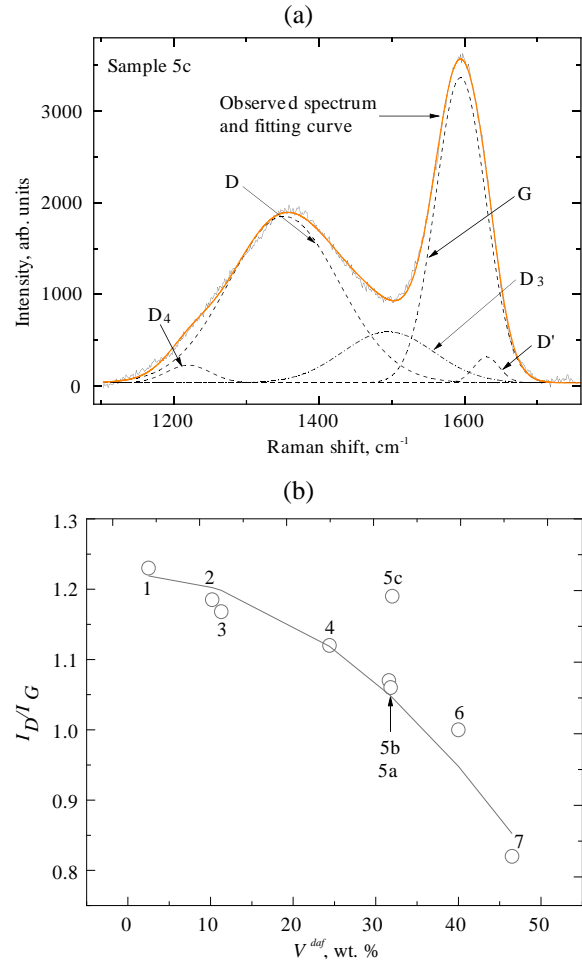 (a)
Sample 5c
Observed spectrum
and fitting curve
D
G
D3
D4
D'
Intensity, arb. units
3000
2000
1000
0
1200
1400
1600
Raman shift, cm-1
(b)
1.3
1.2
1.1
1.0
0.9
0.8
ID/IG
1
2
3
4
5c
5b
5a
6
7
0
10
20
30
40
50
V daf, wt. %